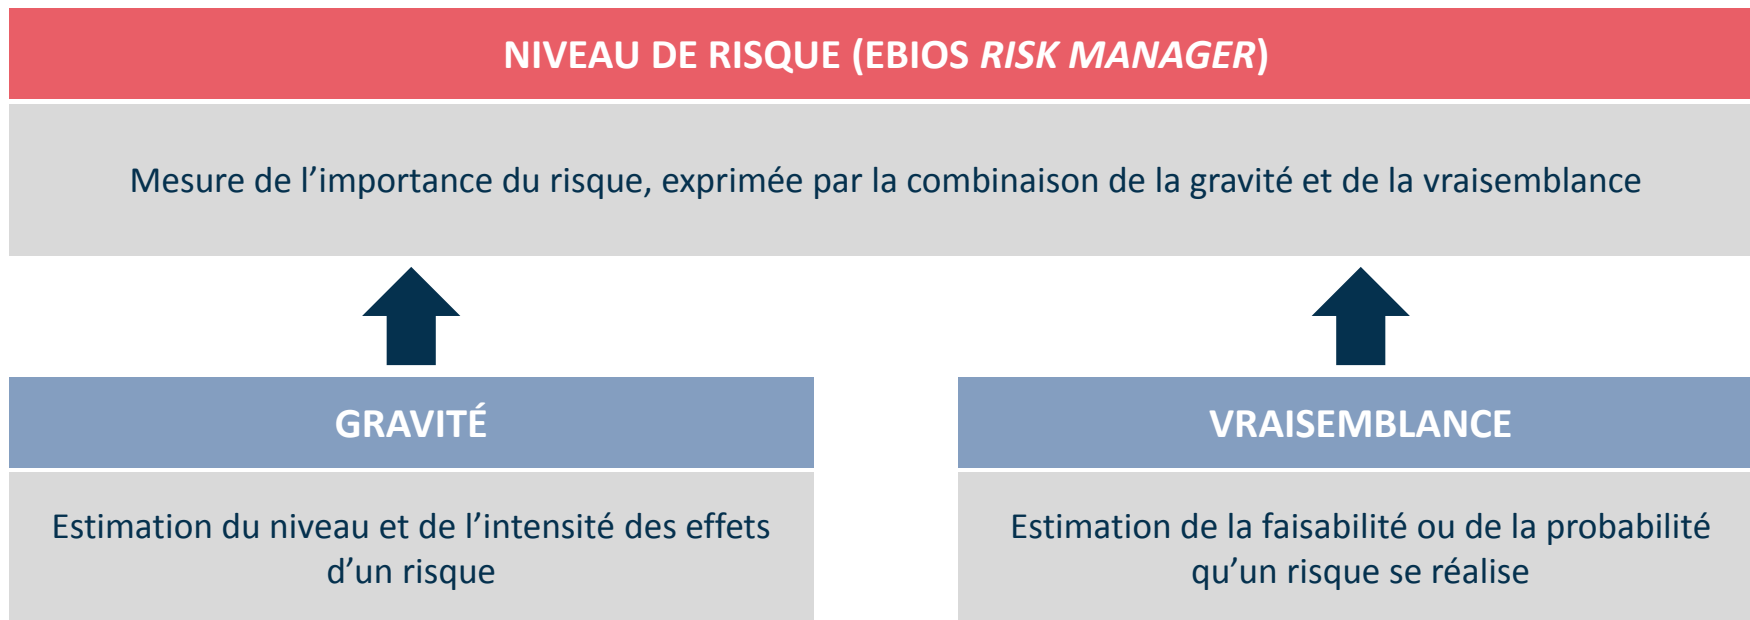 NIVEAU DE RISQUE (EBIOS RISK MANAGER)
Mesure de l’importance du risque, exprimée par la combinaison de la gravité et de la vraisemblance
GRAVITÉ
Estimation du niveau et de l’intensité des effets
d’un risque
VRAISEMBLANCE
Estimation de la faisabilité ou de la probabilité
qu’un risque se réalise